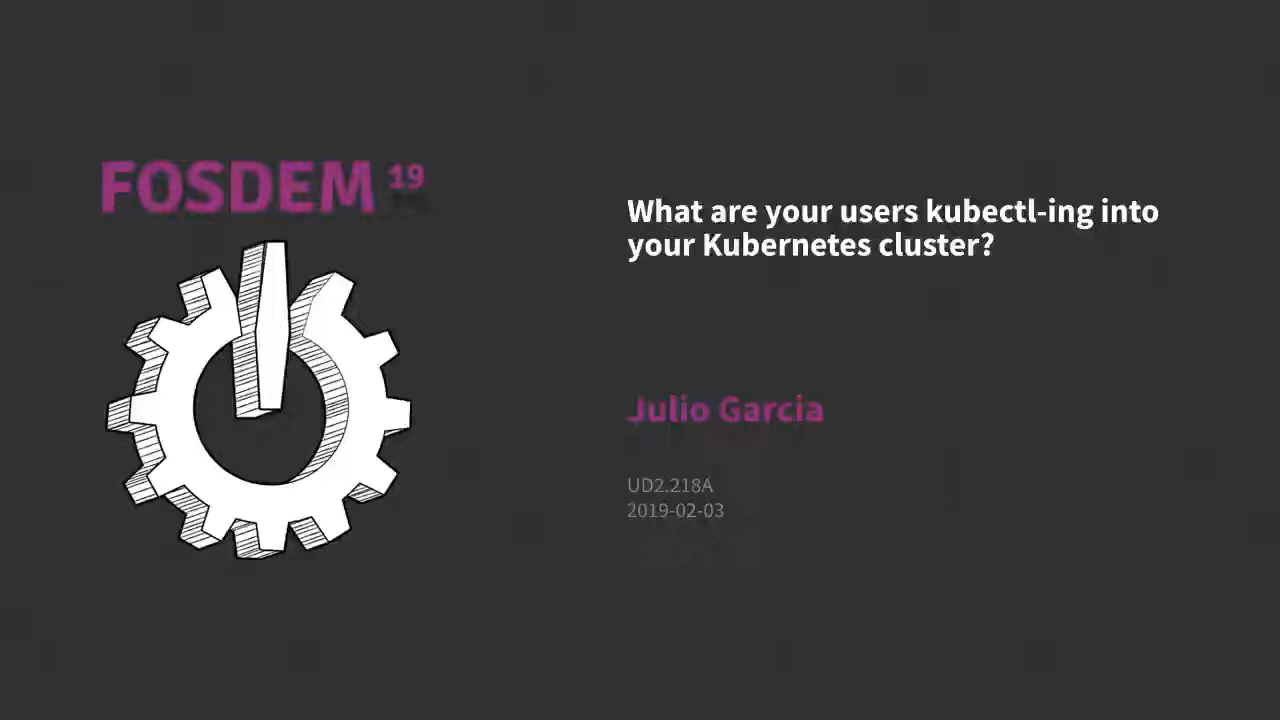 FOSDEM 19
What are your users kubectl-ing into
your Kubernetes cluster?
Julio Garcia
UD2.218A
2019-02-03